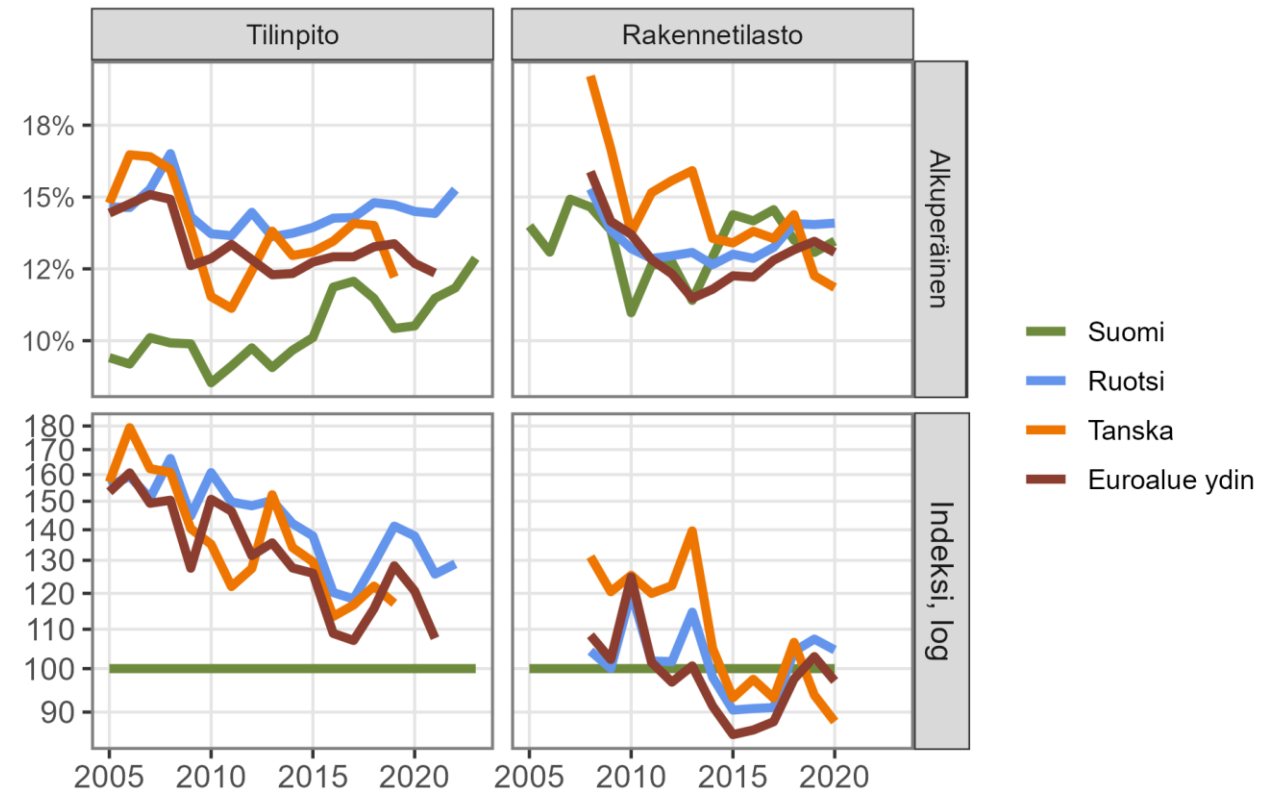 Tilinpito
Rakennetilasto
18%
15%
12%
10%
Alkuperäinen
180
170
160
150
140
130
120
110
100
90
Indeksi, log
2005 2010 2015 2020
2005 2010 2015 2020
Suomi
Ruotsi
Tanska
Euroalue ydin